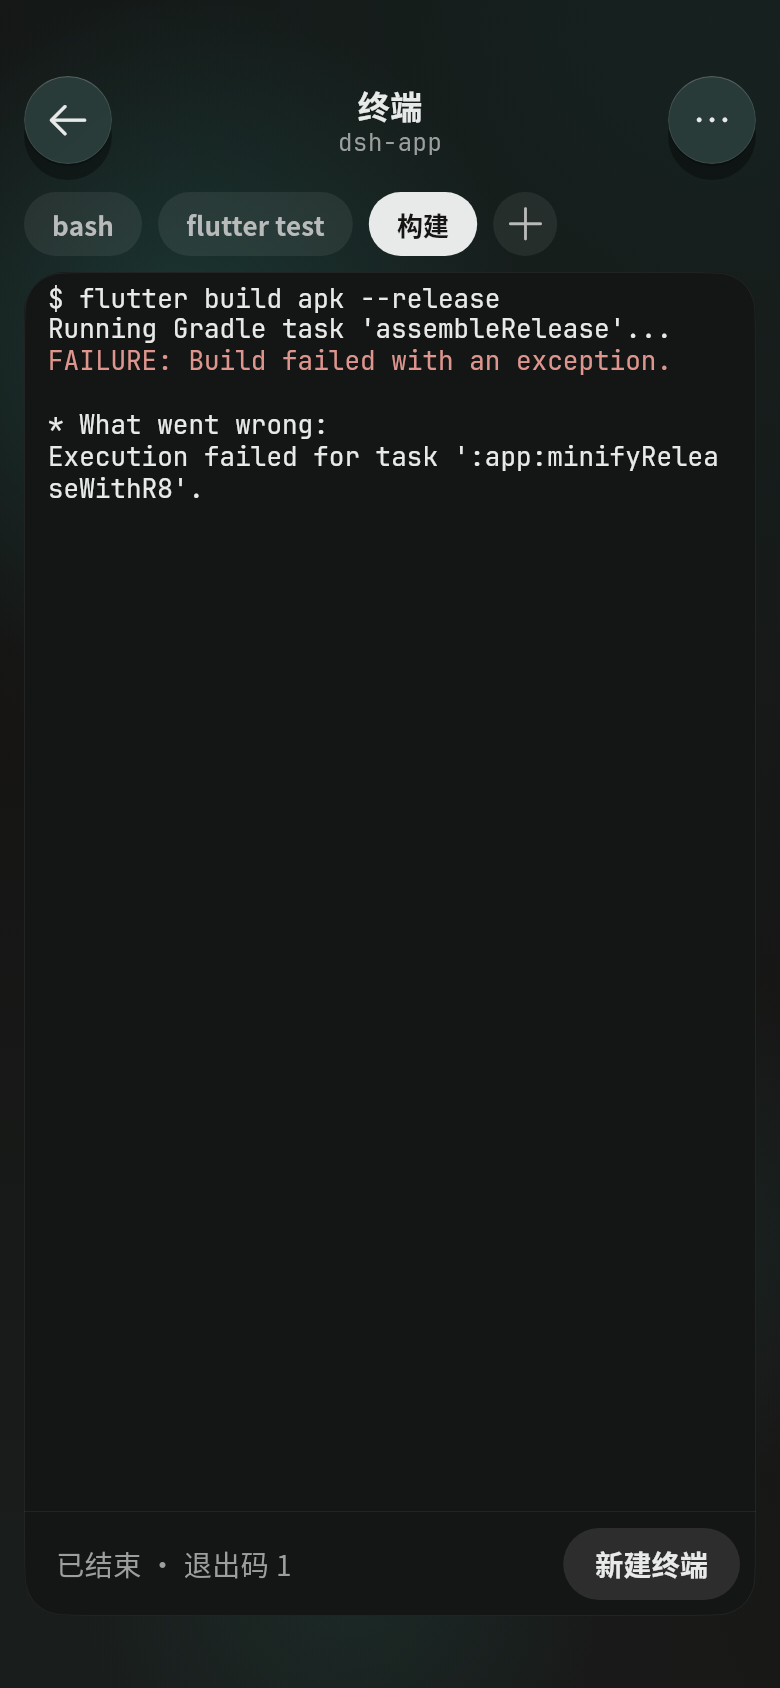 终端
dsh-app
bash
flutter test
构建
$ flutter build apk --release
Running Gradle task 'assembleRelease'...
FAILURE: Build failed with an exception.
* What went wrong:
Execution failed for task ':app:minifyRelea
seWithR8'.
已结束 · 退出码 1
新建终端